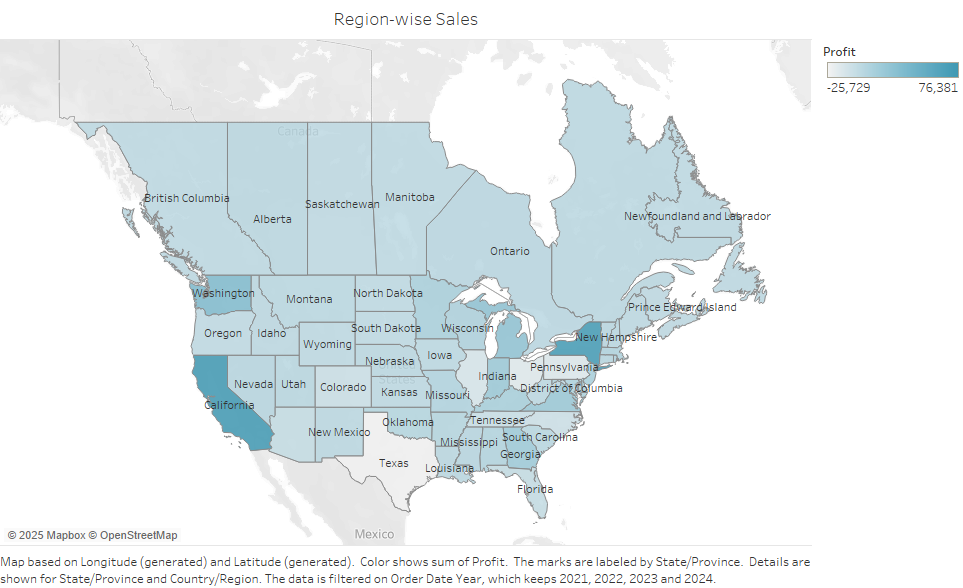 Region-wise Sales
Profit
-25,729 76,381
Canada
British Columbia
Alberta
Saskatchewan
Manitoba
Ontario
Newfoundland and Labrador
Prince Edward Island
Washington
Montana
North Dakota
Oregon
Idaho
South Dakota
Wisconsin
New Hampshire
Wyoming
Iowa
Nebraska
Pennsylvania
States
Nevada
Utah
Colorado
Kansas
Missouri
Indiana
District of Columbia
California
Oklahoma
Tennessee
New Mexico
Mississippi
South Carolina
Georgia
Texas
Louisiana
Florida
Mexico
© 2025 Mapbox © OpenStreetMap
Map based on Longitude (generated) and Latitude (generated). Color shows sum of Profit. The marks are labeled by State/Province. Details are
shown for State/Province and Country/Region. The data is filtered on Order Date Year, which keeps 2021, 2022, 2023 and 2024.